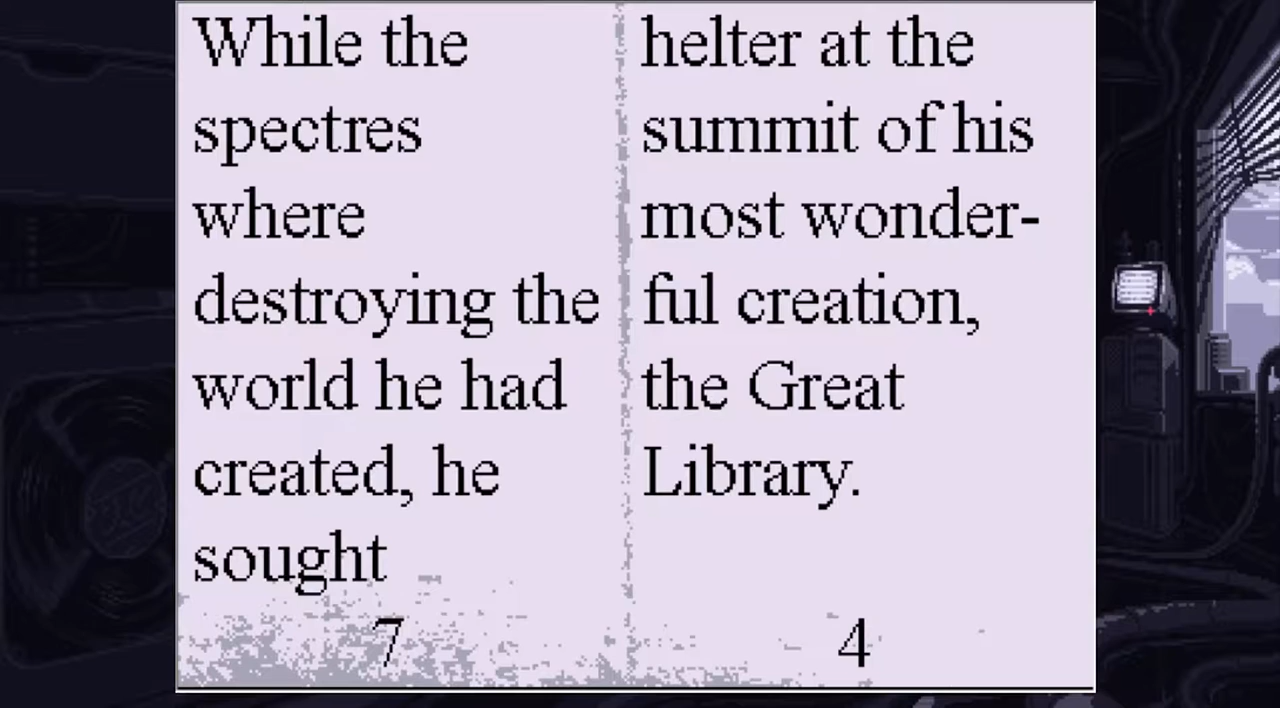 While the
spectres
where
destroying the
world he had
created, he
sought
7
helter at the
summit of his
most wonder-
ful creation,
the Great
Library.
4